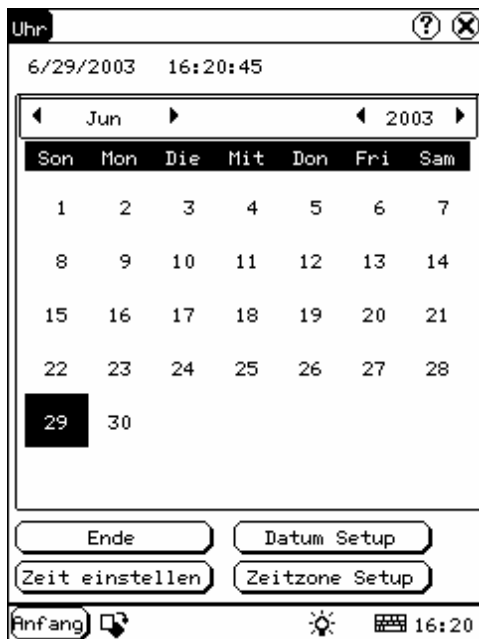 Uhr ?
6/29/2003 16:20:45
Jun 2003
Son Mon Die Mit Don Fri Sam
1 2 3 4 5 6 7
8 9 10 11 12 13 14
15 16 17 18 19 20 21
22 23 24 25 26 27 28
29 30
Ende Datum Setup
Zeit einstellen Zeitzone Setup
Anfang 16:20